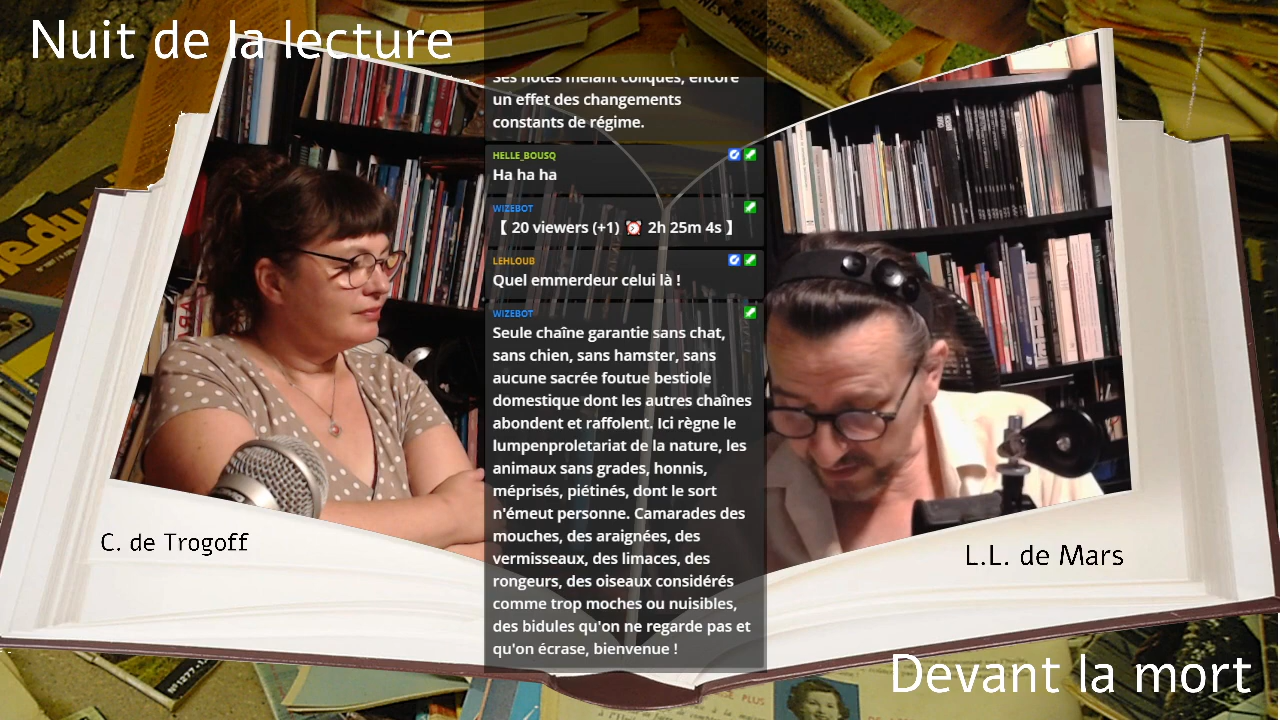 Nuit de la lecture
Ses notes mêlant coliques, encore
un effet des changements
constants de régime.
HELLE_BOUSQ
Ha ha ha
WIZEBOT
【 20 viewers (+1) ⏰ 2h 25m 4s 】
LEHLOUB
Quel emmerdeur celui là !
WIZEBOT
Seule chaîne garantie sans chat,
sans chien, sans hamster, sans
aucune sacrée foutue bestiole
domestique dont les autres chaînes
abondent et raffolent. Ici règne le
lumpenproletariat de la nature, les
animaux sans grades, honnis,
méprisés, piétinés, dont le sort
n'émeut personne. Camarades des
mouches, des araignées, des
vermisseaux, des limaces, des
rongeurs, des oiseaux considérés
comme trop moches ou nuisibles,
des bidules qu'on ne regarde pas et
qu'on écrase, bienvenue !
C. de Trogoff
L.L. de Mars
Devant la mort